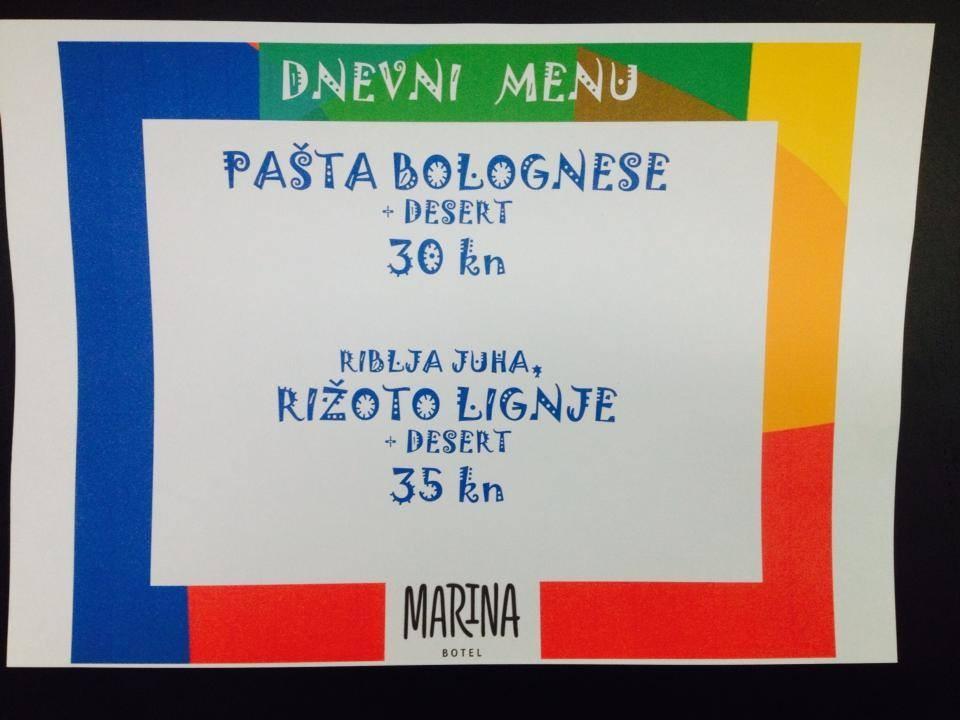 DNEVNI MENU
PAŠTA BOLOGNESE
+ DESERT
30 kn
RIBLJA JUHA,
RIŽOTO LIGNJE
+ DESERT
35 kn
MARINA
BOTEL